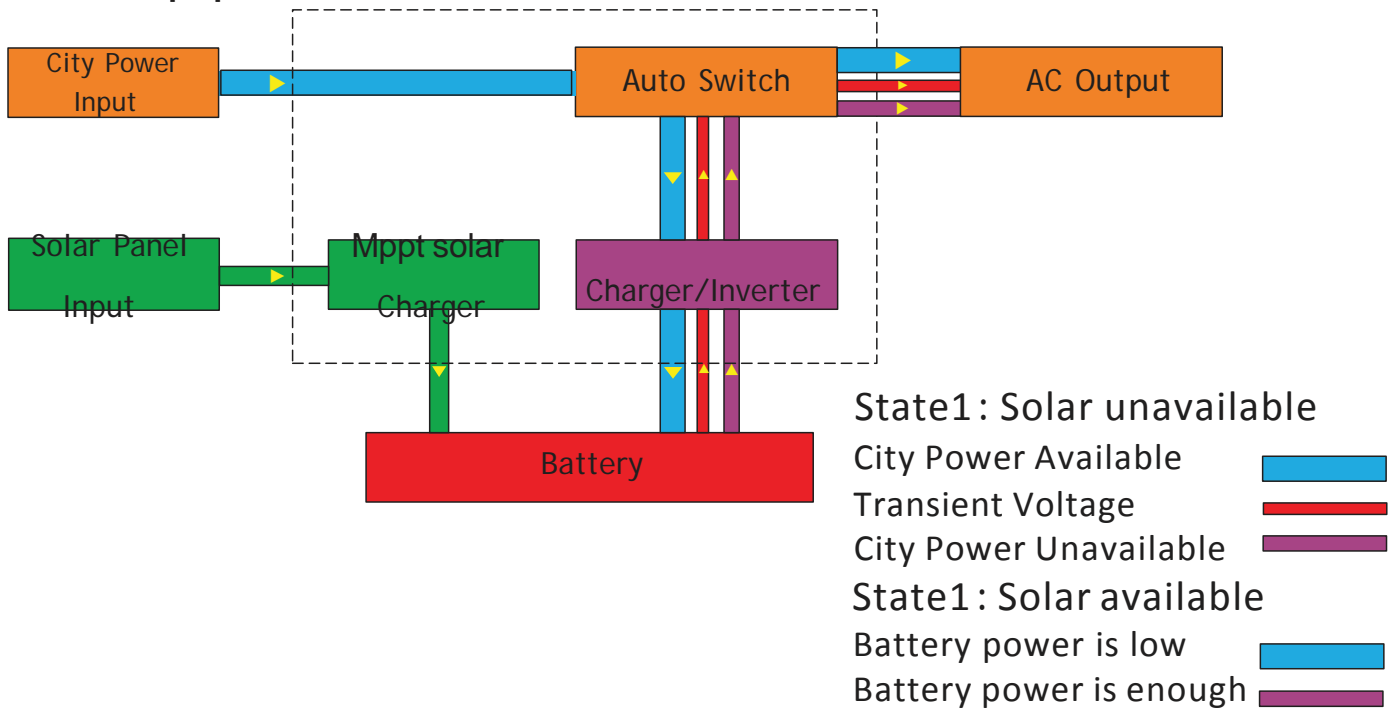 City Power
Input
Auto Switch
AC Output
Solar Panel
Input
Mppt solar
Charger
Charger/Inverter
Battery
State1: Solar unavailable
City Power Available
Transient Voltage
City Power Unavailable
State1: Solar available
Battery power is low
Battery power is enough